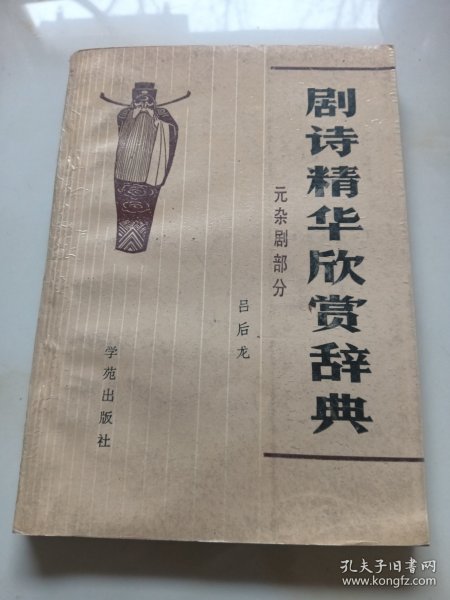 剧诗精华欣赏辞典
元杂剧部分
吕后龙
学苑出版社
孔夫子旧书网
www.kongfz.com